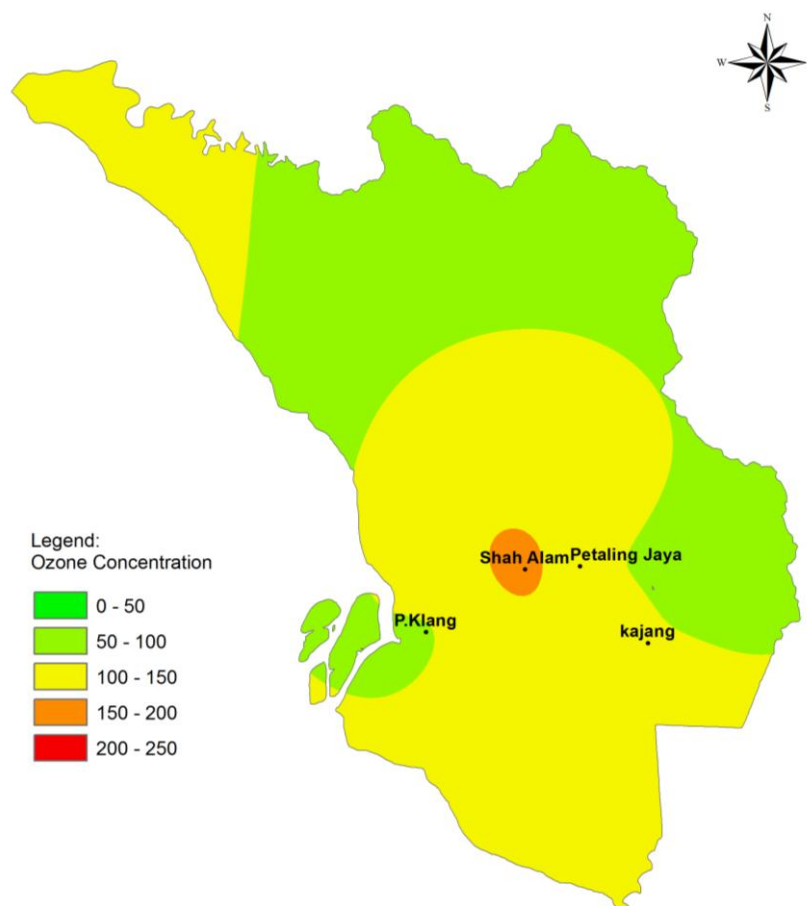 N
W
S
Shah Alam
Petaling Jaya
P.Klang
kajang
Legend:
Ozone Concentration
0 - 50
50 - 100
100 - 150
150 - 200
200 - 250